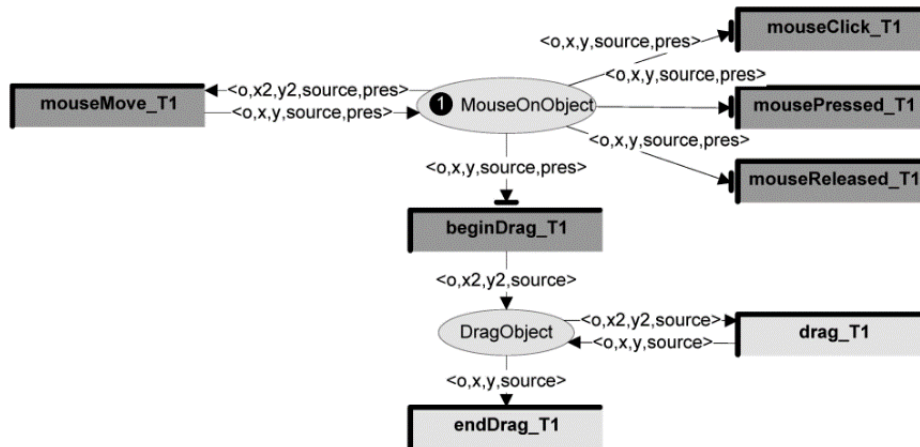 mouseClick_T1
<o,x,y,source,pres>
<o,x,y,source,pres>
<o,x2,y2,source,pres>
mouseMove_T1
1 MouseOnObject
mousePressed_T1
<o,x,y,source,pres>
<o,x,y,source,pres>
<o,x,y,source,pres>
mouseReleased_T1
beginDrag_T1
<o,x2,y2,source>
<o,x2,y2,source>
DragObject
drag_T1
<o,x,y,source>
<o,x,y,source>
endDrag_T1